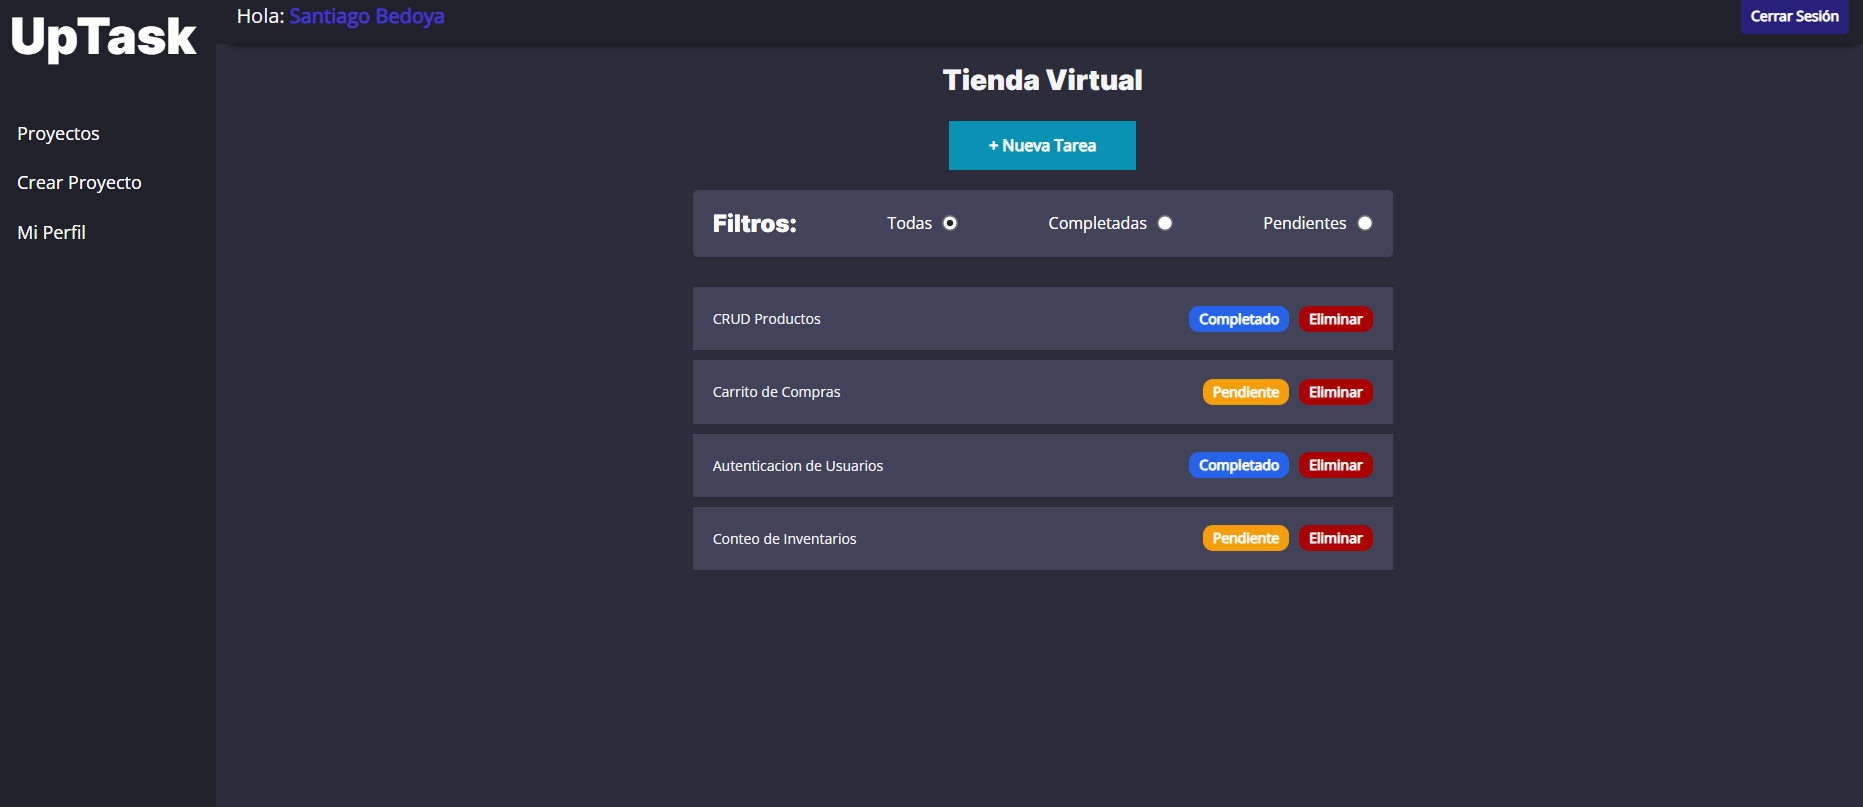 UpTask
Hola: Santiago Bedoya
Cerrar Sesión
Proyectos
Crear Proyecto
Mi Perfil
Tienda Virtual
+ Nueva Tarea
Filtros: Todas Completadas Pendientes
CRUD Productos Completado Eliminar
Carrito de Compras Pendiente Eliminar
Autenticacion de Usuarios Completado Eliminar
Conteo de Inventarios Pendiente Eliminar